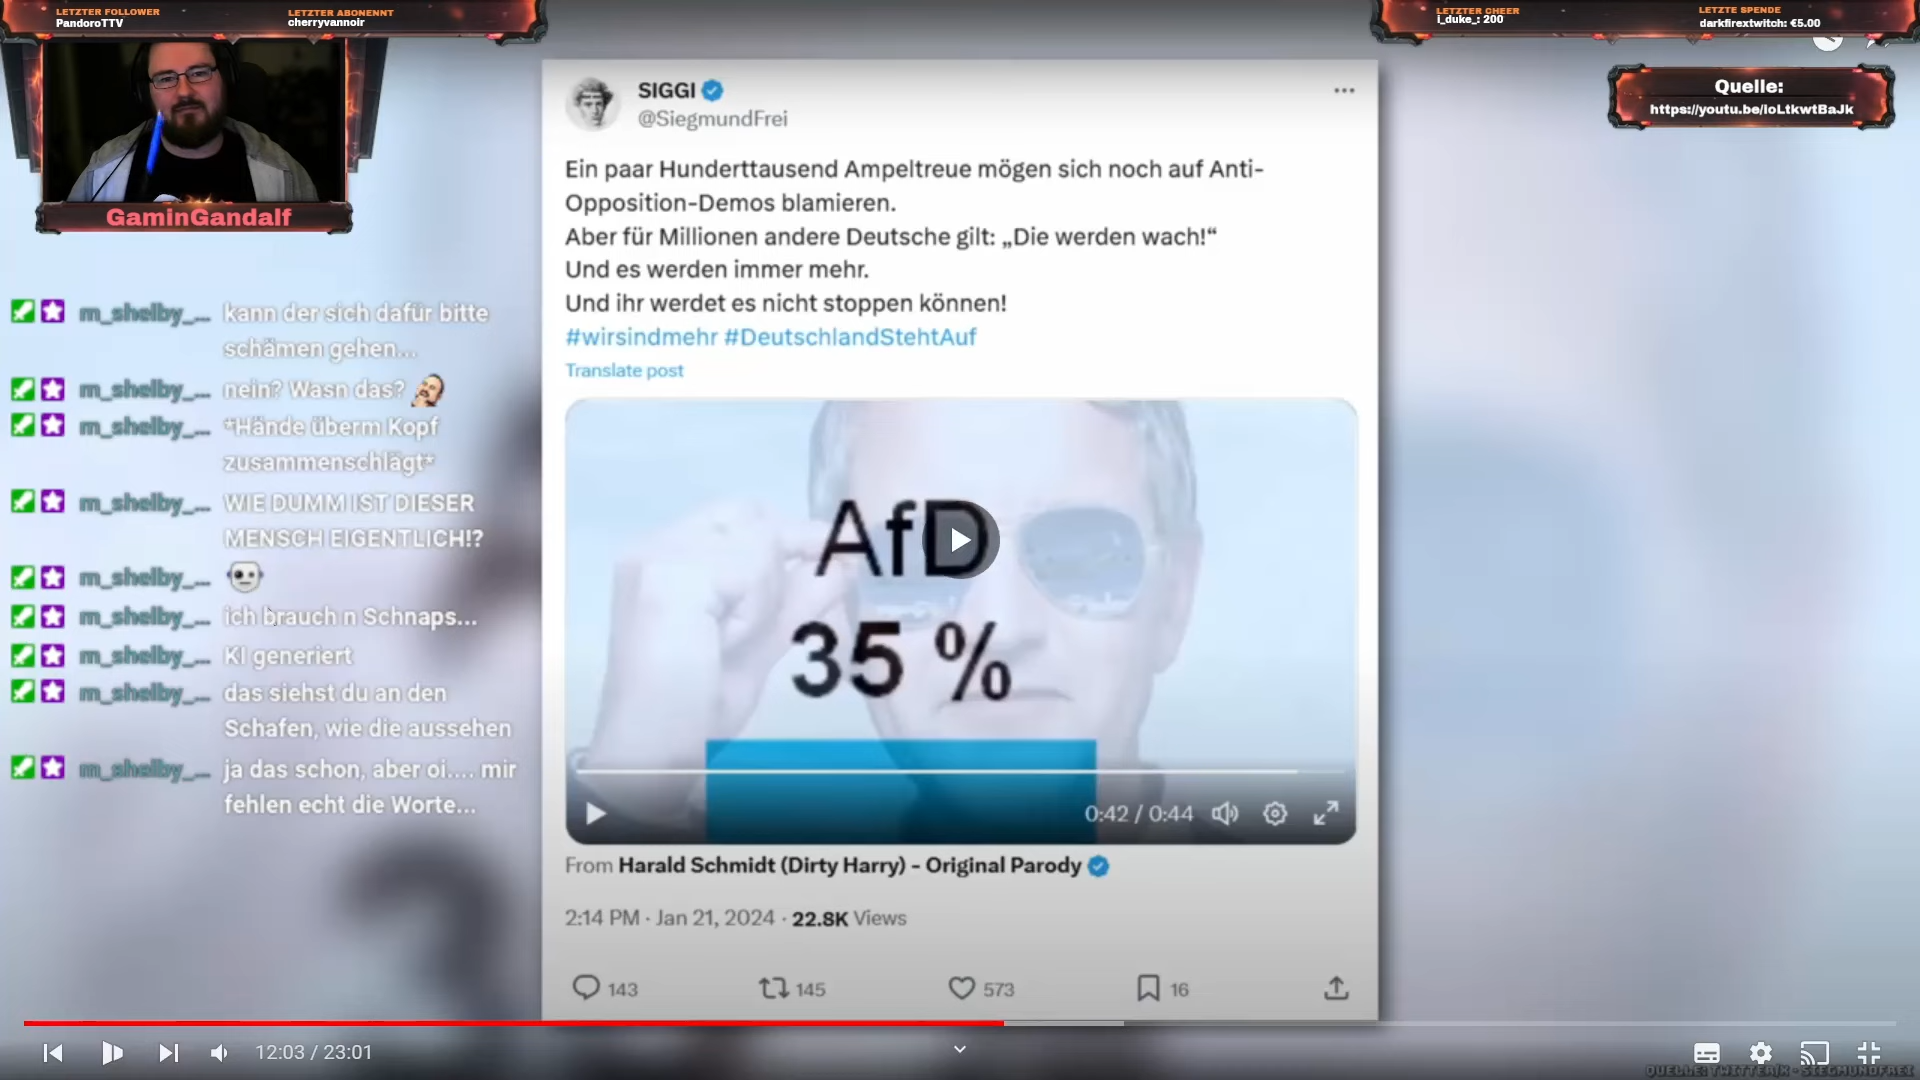 LETZTER FOLLOWER
PandoroTTV
LETZTER ABONENNT
cherryvannoir
LETZTER CHEER
i_duke_: 200
LETZTE SPENDE
darkfirextwitch: €5.00
Quelle:
https://youtu.be/loLtkwtBaJk
GaminGandalf
m_shelby_... kann der sich dafür bitte
schämen gehen...
m_shelby_... nein? Wasn das?
m_shelby_... *Hände überm Kopf
zusammenschlägt*
m_shelby_... WIE DUMM IST DIESER
MENSCH EIGENTLICH!?
m_shelby_...
m_shelby_... ich brauch n Schnaps...
m_shelby_... KI generiert
m_shelby_... das siehst du an den
Schafen, wie die aussehen
m_shelby_... ja das schon, aber oi.... mir
fehlen echt die Worte...
SIGGI
@SiegmundFrei
Ein paar Hunderttausend Ampeltreue mögen sich noch auf Anti-
Opposition-Demos blamieren.
Aber für Millionen andere Deutsche gilt: „Die werden wach!“
Und es werden immer mehr.
Und ihr werdet es nicht stoppen können!
#wirsindmehr #DeutschlandStehtAuf
Translate post
AfD
35 %
0:42 / 0:44
From Harald Schmidt (Dirty Harry) - Original Parody
2:14 PM · Jan 21, 2024 · 22.8K Views
143 145 573 16
12:03 / 23:01
QUELLE: TWITTER/X - SIEGMUNDFREI